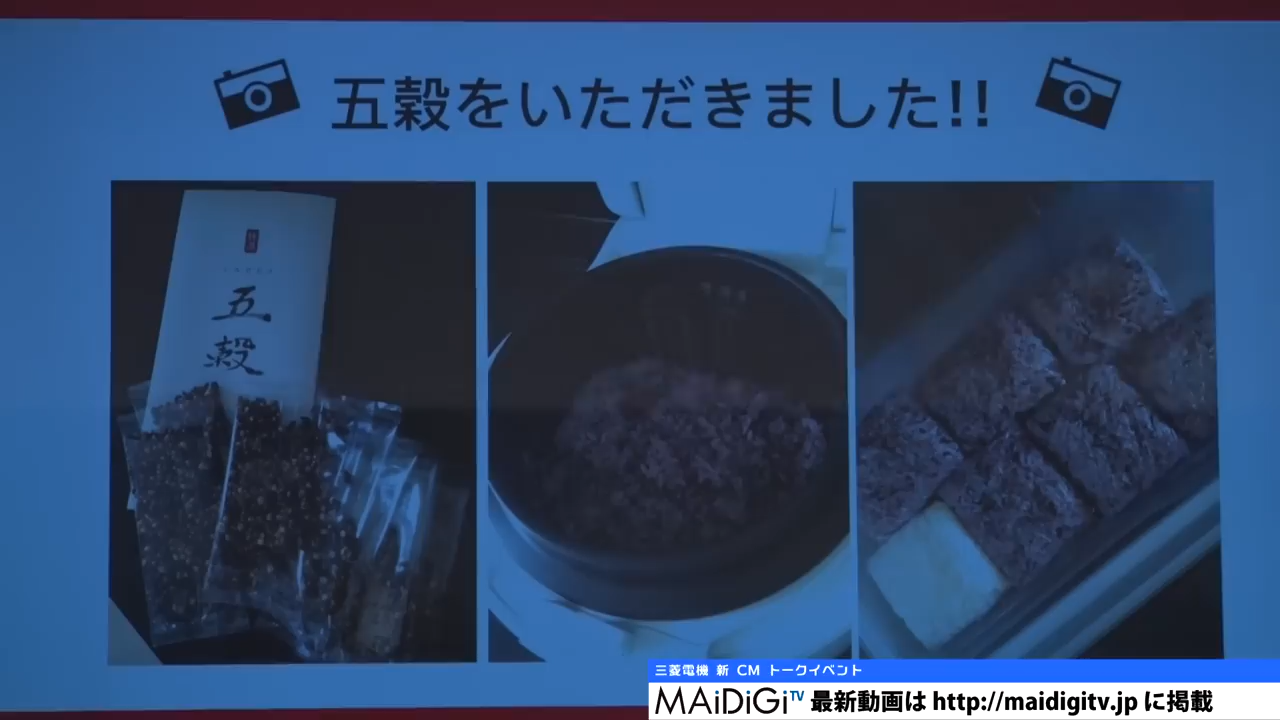 五穀をいただきました!!
五
穀
三菱電機 新 CM トークイベント
MAiDiGiTV 最新動画は http://maidigitv.jp に掲載